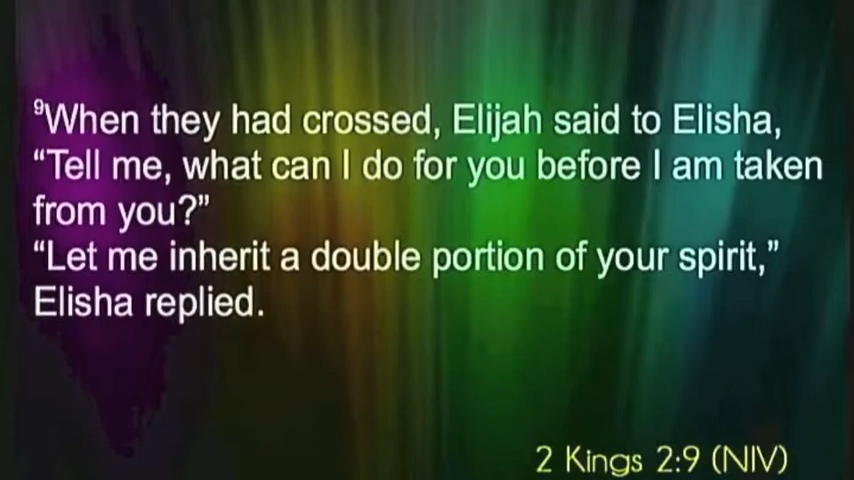 ⁹When they had crossed, Elijah said to Elisha,
“Tell me, what can I do for you before I am taken
from you?”
“Let me inherit a double portion of your spirit,”
Elisha replied.
2 Kings 2:9 (NIV)